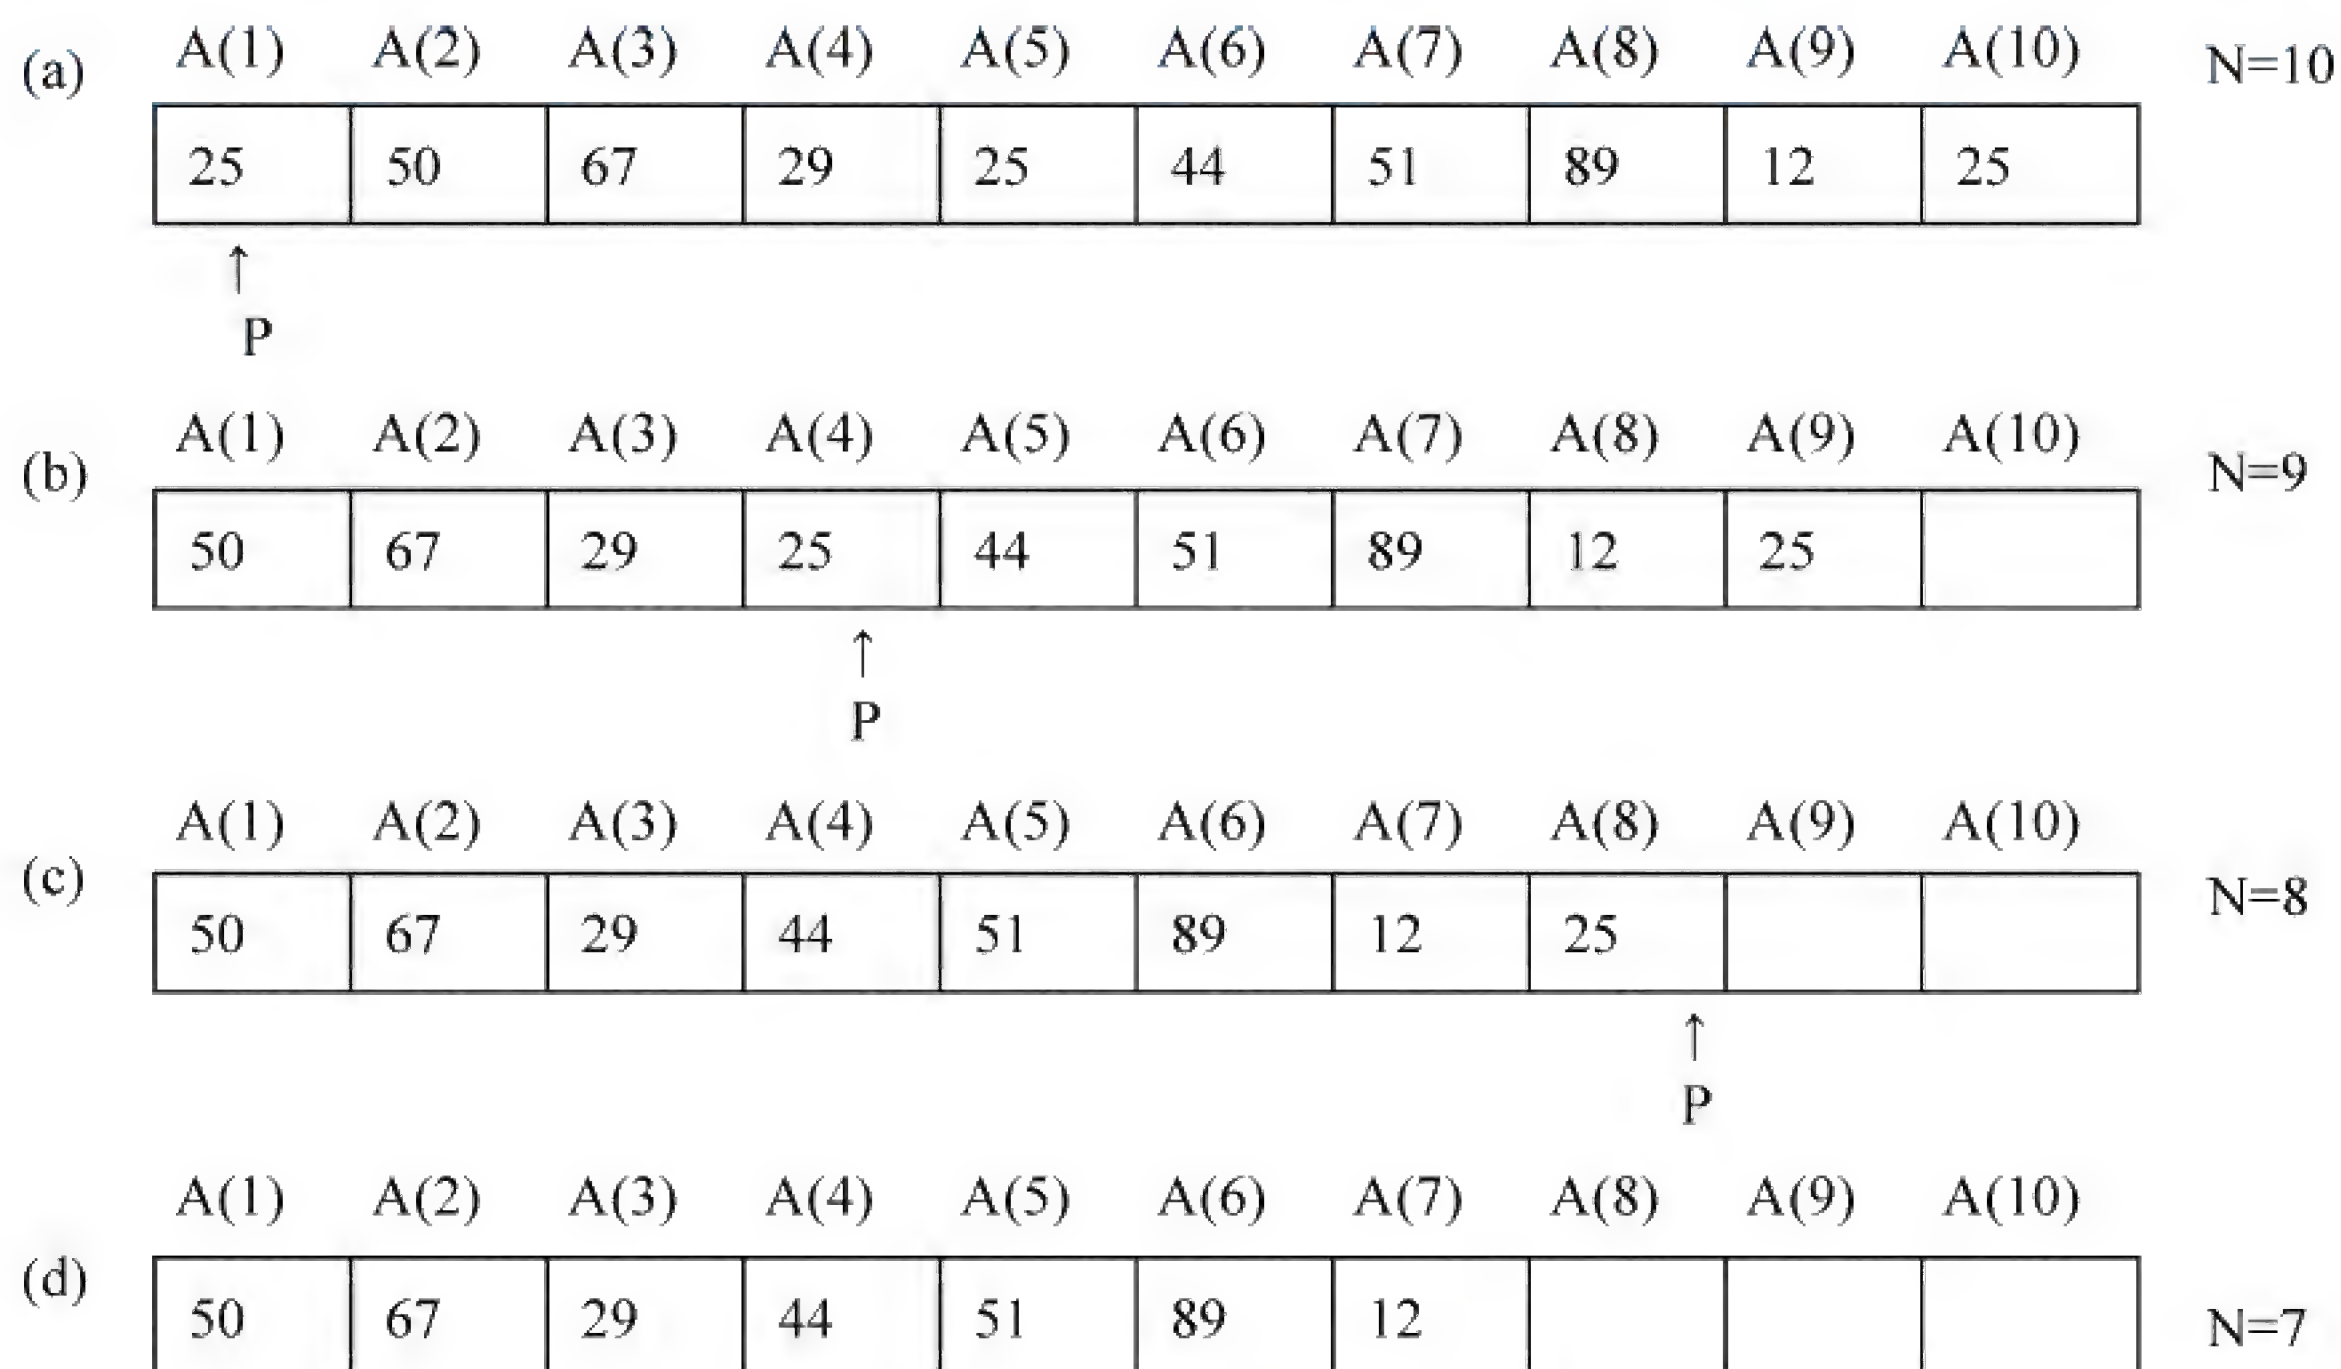 (a) A(1) A(2) A(3) A(4) A(5) A(6) A(7) A(8) A(9) A(10) N=10
25 50 67 29 25 44 51 89 12 25
↑
P
(b) A(1) A(2) A(3) A(4) A(5) A(6) A(7) A(8) A(9) A(10) N=9
50 67 29 25 44 51 89 12 25
↑
P
(c) A(1) A(2) A(3) A(4) A(5) A(6) A(7) A(8) A(9) A(10) N=8
50 67 29 44 51 89 12 25
↑
P
A(1) A(2) A(3) A(4) A(5) A(6) A(7) A(8) A(9) A(10)
(d) 50 67 29 44 51 89 12 N=7